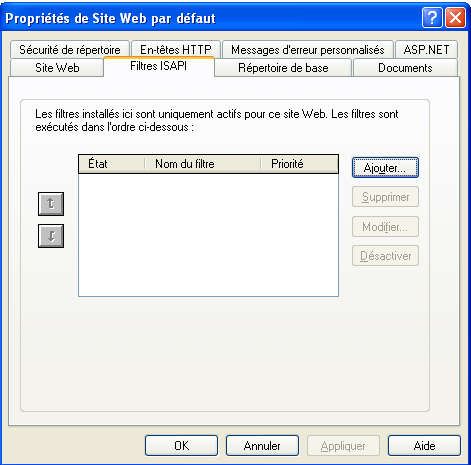 Propriétés de Site Web par défaut
Sécurité de répertoire En-têtes HTTP Messages d'erreur personnalisés ASP.NET
Site Web Filtres ISAPI Répertoire de base Documents
Les filtres installés ici sont uniquement actifs pour ce site Web. Les filtres sont
exécutés dans l'ordre ci-dessous :
État Nom du filtre Priorité
Ajouter...
Supprimer
Modifier...
Désactiver
OK Annuler Appliquer Aide